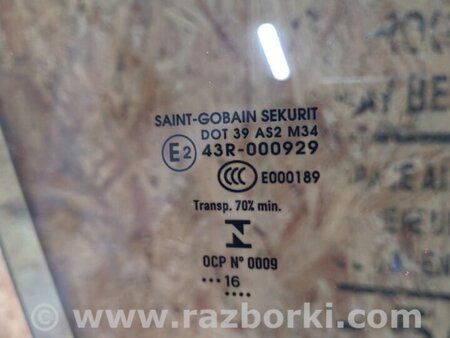 SAINT-GOBAIN SEKURIT
DOT 39 AS2 M34
E2 43R-000929
CCC E000189
Transp. 70% min.
OCP Nº 0009
...16
....
www.razborki.com